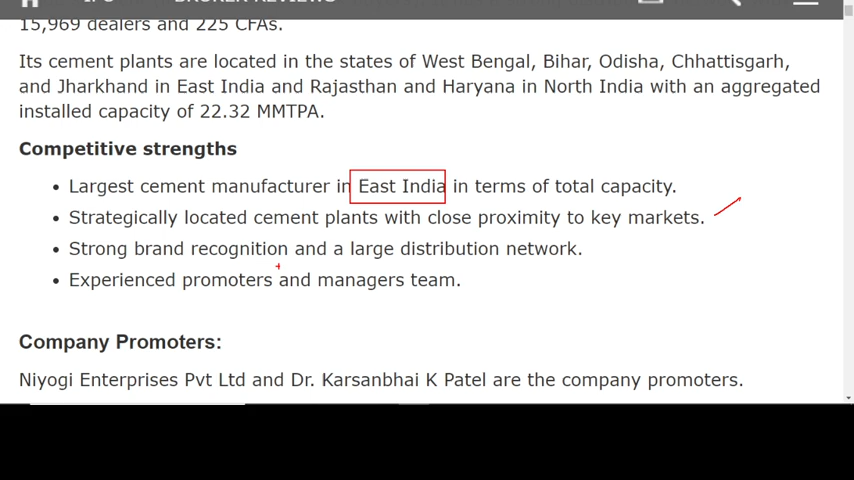 BROKER REVIEWS
15,969 dealers and 225 CFAs.
Its cement plants are located in the states of West Bengal, Bihar, Odisha, Chhattisgarh,
and Jharkhand in East India and Rajasthan and Haryana in North India with an aggregated
installed capacity of 22.32 MMTPA.
Competitive strengths
• Largest cement manufacturer in East India in terms of total capacity.
• Strategically located cement plants with close proximity to key markets.
• Strong brand recognition and a large distribution network.
• Experienced promoters and managers team.
Company Promoters:
Niyogi Enterprises Pvt Ltd and Dr. Karsanbhai K Patel are the company promoters.